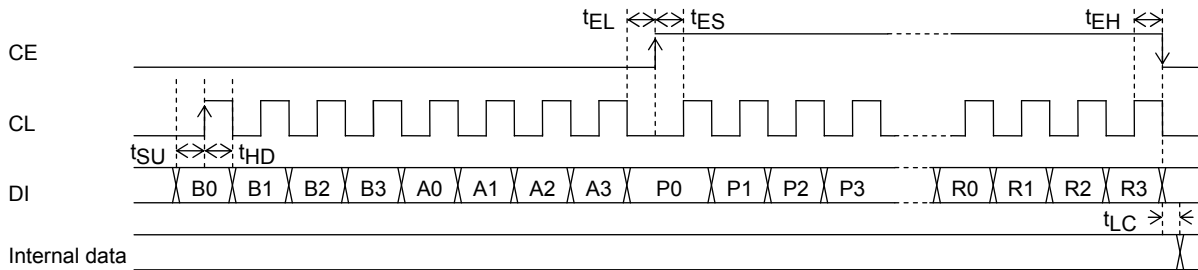 tEL tES tEH
CE
CL
tSU tHD
DI B0 B1 B2 B3 A0 A1 A2 A3 P0 P1 P2 P3 R0 R1 R2 R3
tLC
Internal data